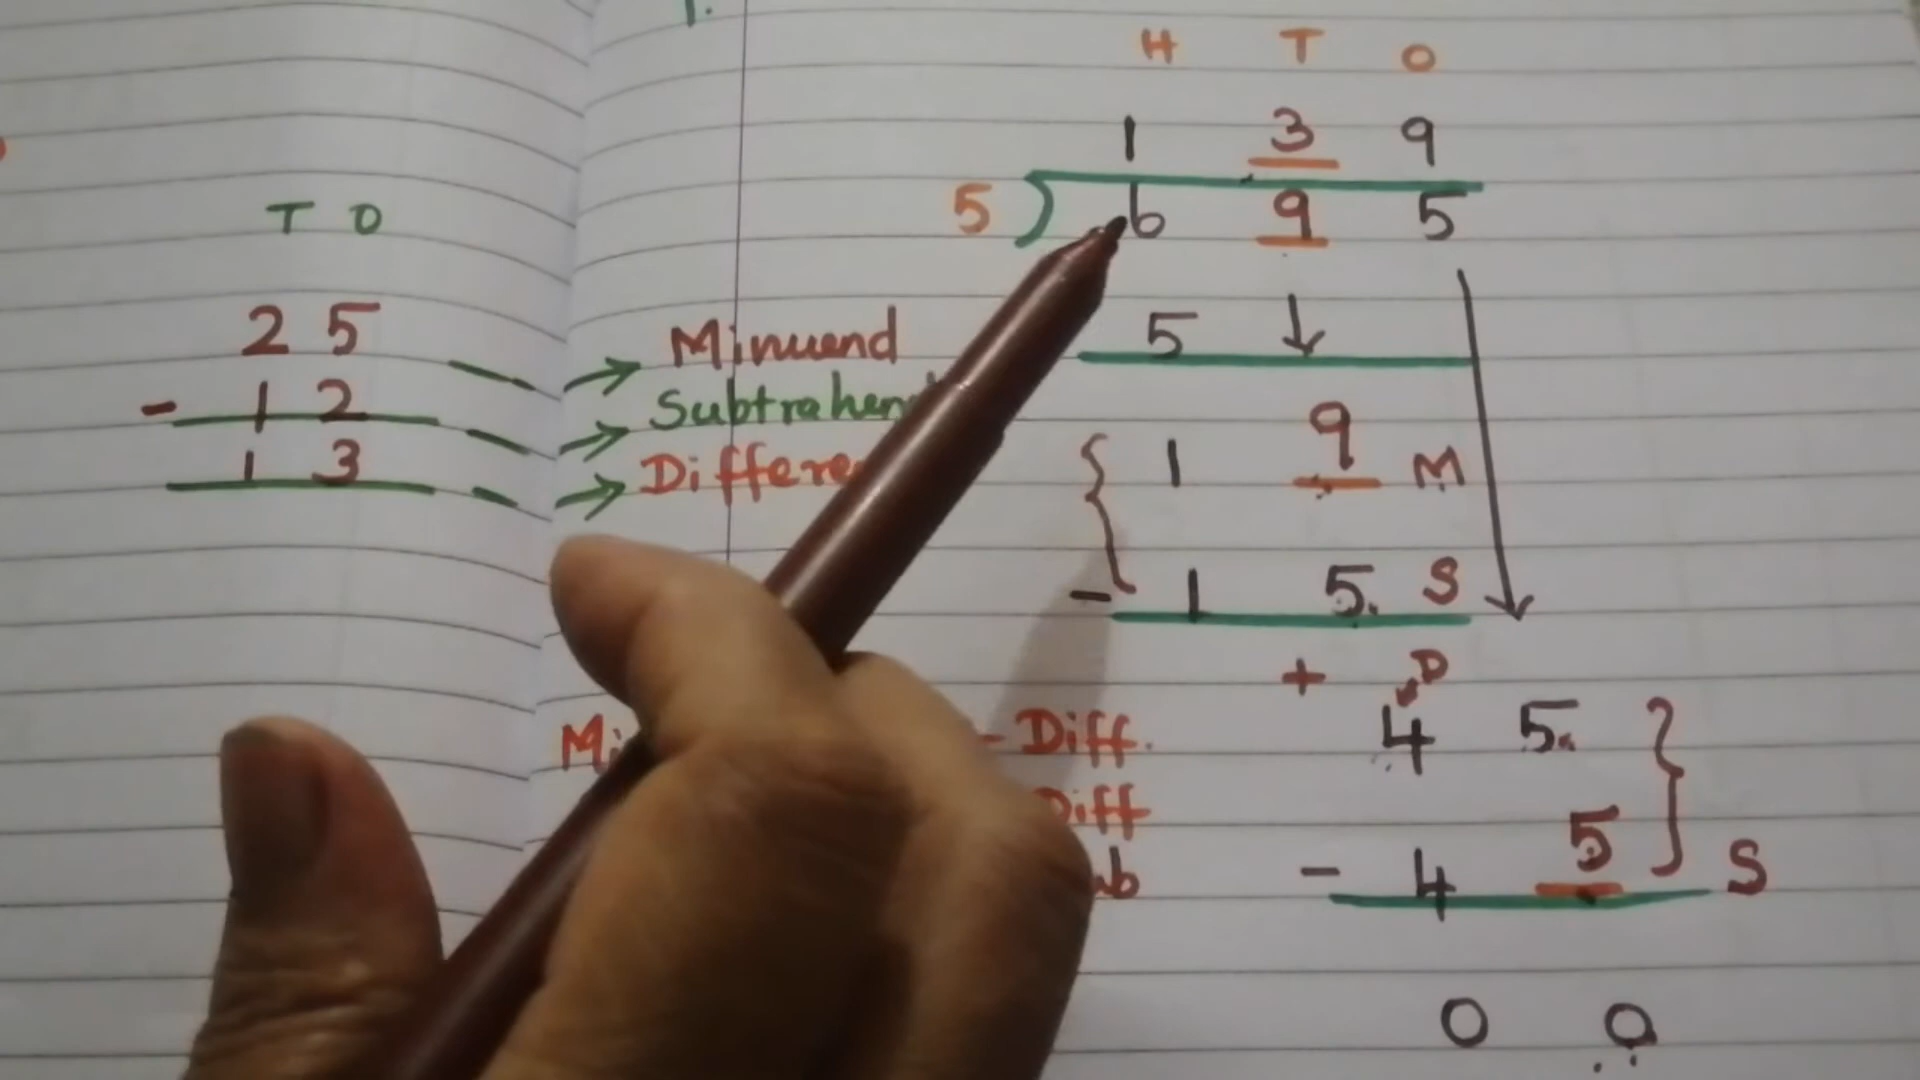 T O
2 5
- 1 2
1 3
Minuend
Subtrahen
Differe
H T O
1 3 9
5 ) 6 9 5
5
1 9 M
- 1 5. S
+ D
4 5
- 4 5 S
0 0
- Diff.
Diff